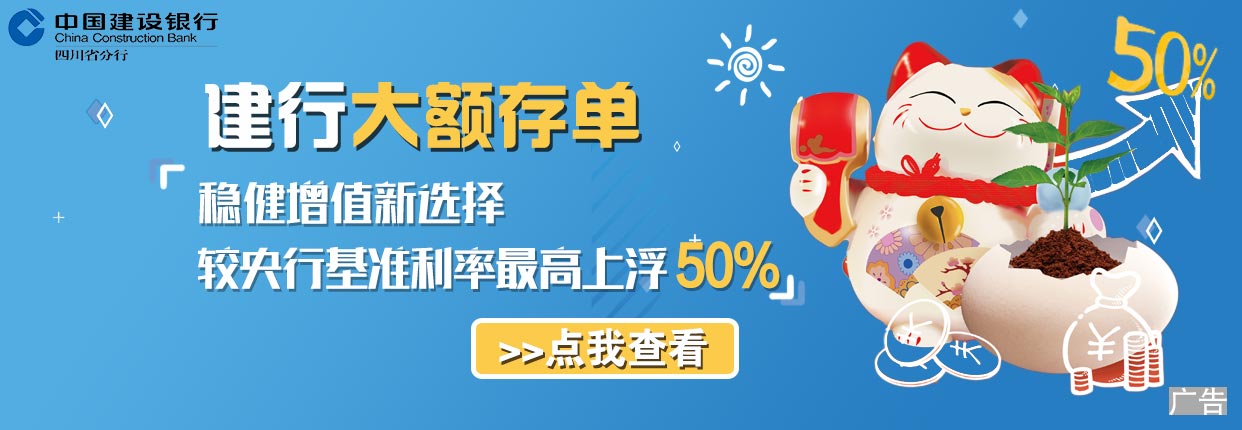 中国建设银行
China Construction Bank
四川省分行
建行大额存单
稳健增值新选择
较央行基准利率最高上浮50%
>>点我查看
50%
广告